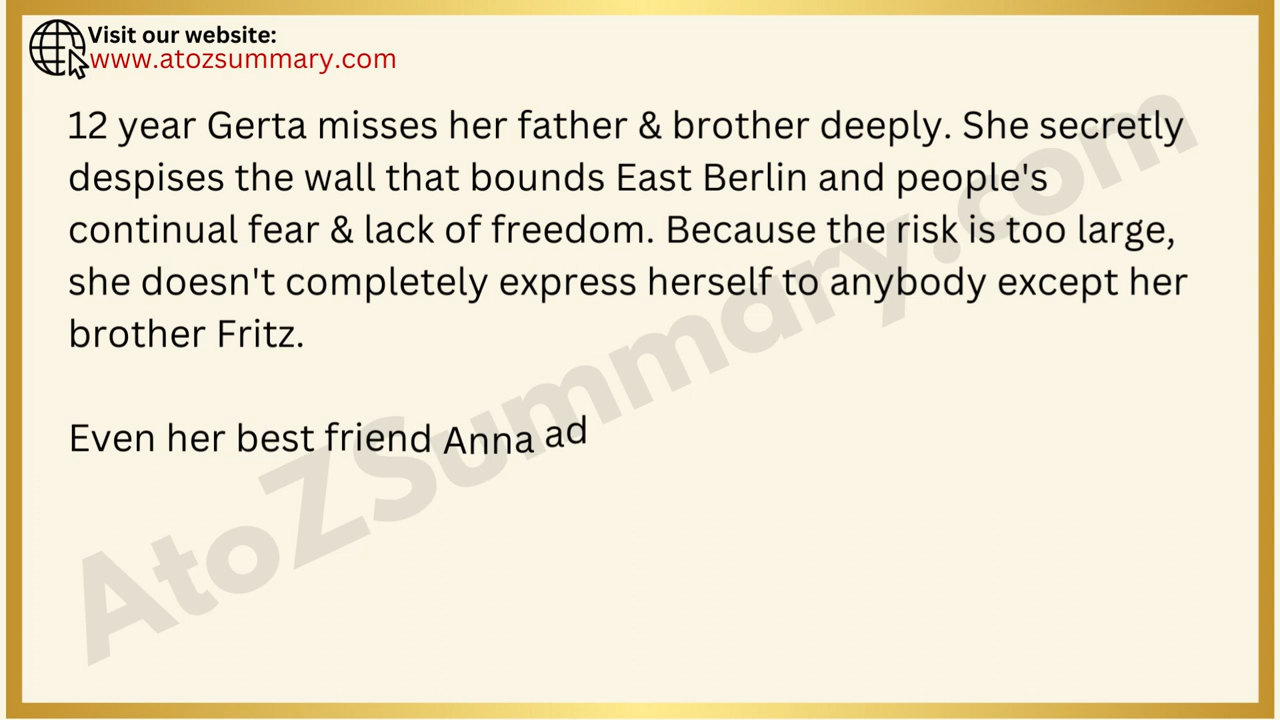 Visit our website:
www.atozsummary.com
12 year Gerta misses her father & brother deeply. She secretly
despises the wall that bounds East Berlin and people's
continual fear & lack of freedom. Because the risk is too large,
she doesn't completely express herself to anybody except her
brother Fritz.
Even her best friend Anna ad
AtoZSummary.com